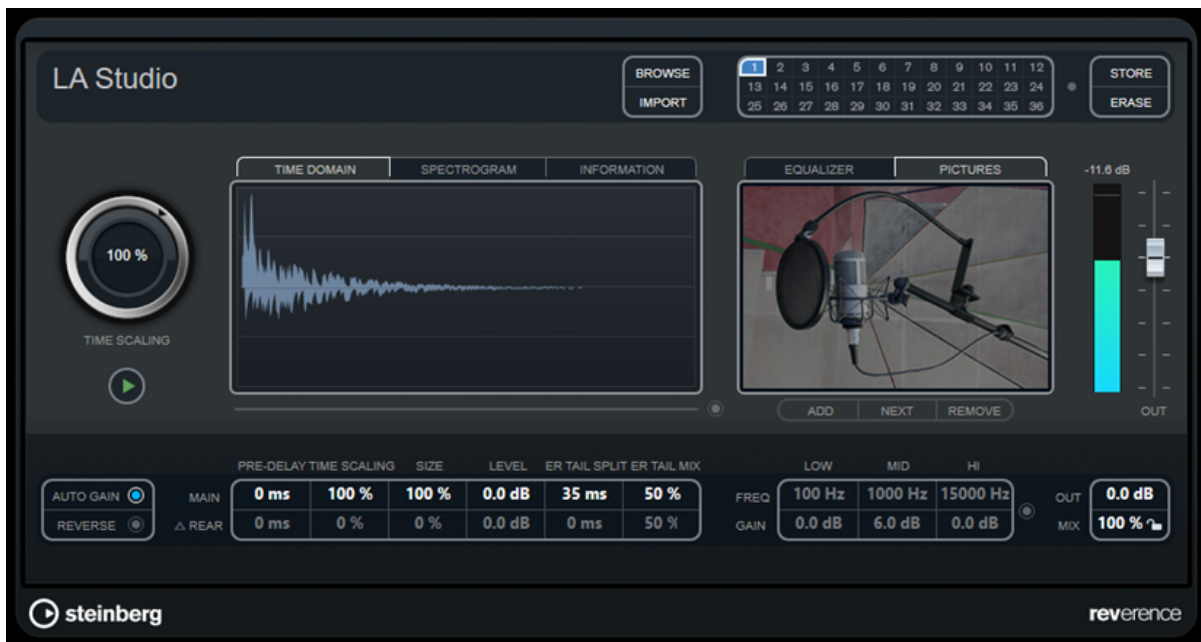 LA Studio
BROWSE
IMPORT
1 2 3 4 5 6 7 8 9 10 11 12
13 14 15 16 17 18 19 20 21 22 23 24
25 26 27 28 29 30 31 32 33 34 35 36
STORE
ERASE
TIME DOMAIN SPECTROGRAM INFORMATION
EQUALIZER PICTURES
-11.6 dB
100 %
TIME SCALING
ADD NEXT REMOVE
OUT
PRE-DELAY TIME SCALING SIZE LEVEL ER TAIL SPLIT ER TAIL MIX
LOW MID HI
AUTO GAIN
REVERSE
MAIN 0 ms 100 % 100 % 0.0 dB 35 ms 50 %
△ REAR 0 ms 0 % 0 % 0.0 dB 0 ms 50 %
FREQ 100 Hz 1000 Hz 15000 Hz
GAIN 0.0 dB 6.0 dB 0.0 dB
OUT 0.0 dB
MIX 100 %
steinberg
reverence